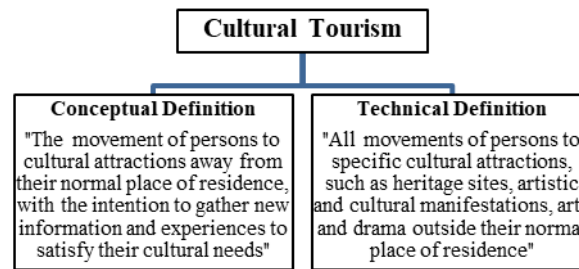 Cultural Tourism
Conceptual Definition
"The movement of persons to
cultural attractions away from
their normal place of residence,
with the intention to gather new
information and experiences to
satisfy their cultural needs"
Technical Definition
"All movements of persons to
specific cultural attractions,
such as heritage sites, artistic
and cultural manifestations, art
and drama outside their norma
place of residence"